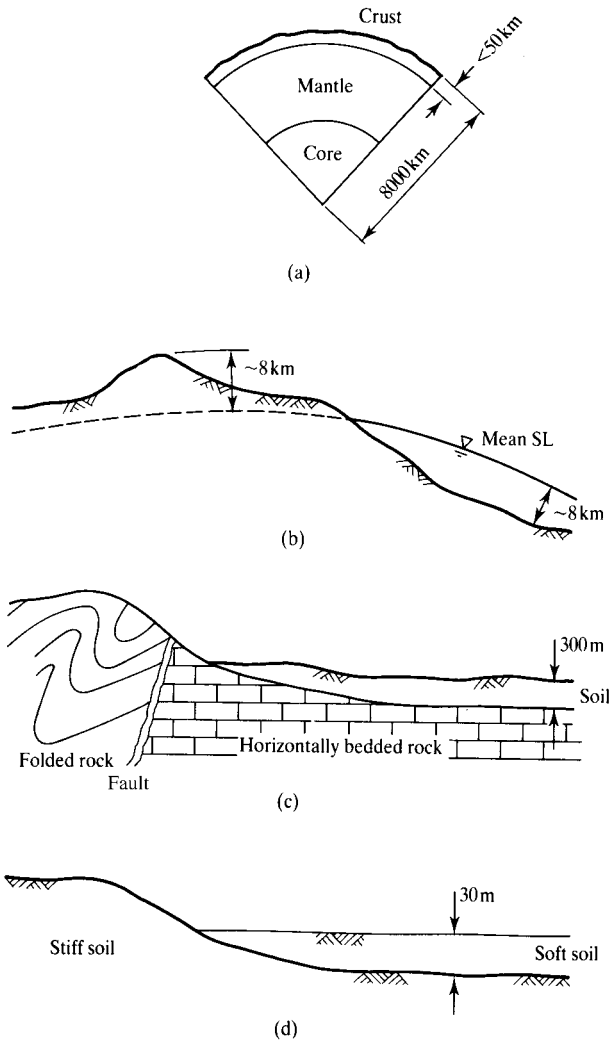 Crust
<50km
Mantle
Core
8000km
(a)
~8km
Mean SL
~8km
(b)
300m
Soil
Folded rock
Horizontally bedded rock
Fault
(c)
30m
Stiff soil
Soft soil
(d)